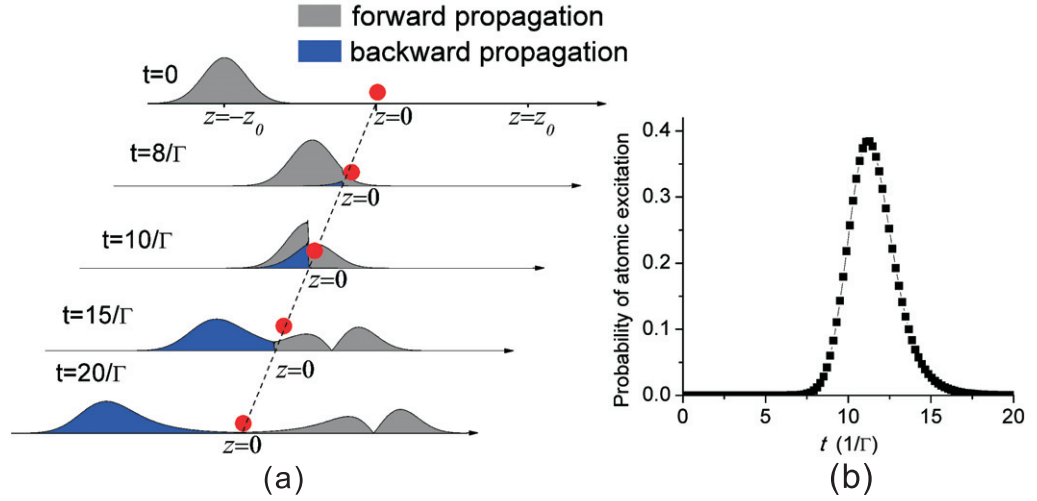 forward propagation
backward propagation
t=0
z=-z₀
z=0
z=z₀
t=8/Γ
z=0
t=10/Γ
z=0
t=15/Γ
z=0
t=20/Γ
z=0
(a)
Probability of atomic excitation
0.4
0.3
0.2
0.1
0.0
0 5 10 15 20
t (1/Γ)
(b)